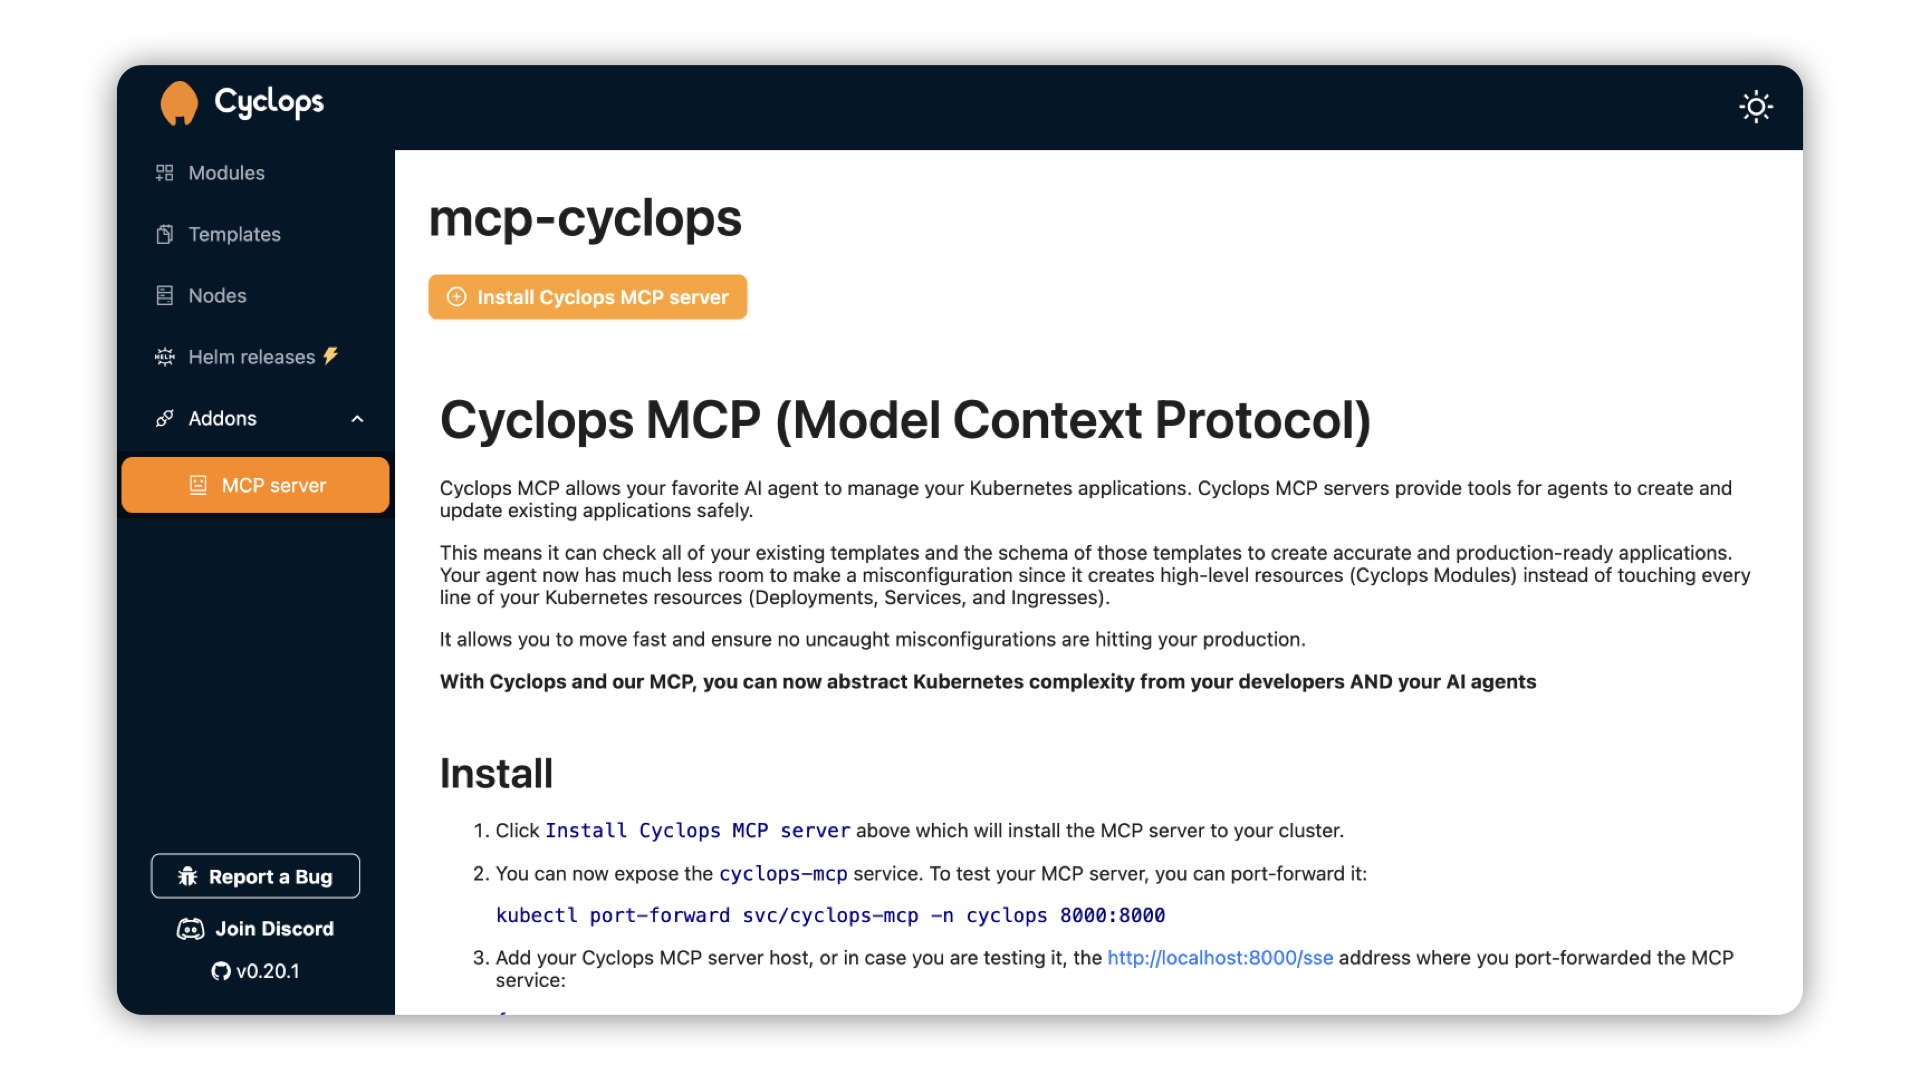 Cyclops
Modules
Templates
Nodes
HELM
Helm releases
Addons
MCP server
Report a Bug
Join Discord
v0.20.1
mcp-cyclops
Install Cyclops MCP server
Cyclops MCP (Model Context Protocol)
Cyclops MCP allows your favorite AI agent to manage your Kubernetes applications. Cyclops MCP servers provide tools for agents to create and
update existing applications safely.
This means it can check all of your existing templates and the schema of those templates to create accurate and production-ready applications.
Your agent now has much less room to make a misconfiguration since it creates high-level resources (Cyclops Modules) instead of touching every
line of your Kubernetes resources (Deployments, Services, and Ingresses).
It allows you to move fast and ensure no uncaught misconfigurations are hitting your production.
With Cyclops and our MCP, you can now abstract Kubernetes complexity from your developers AND your AI agents
Install
1. Click Install Cyclops MCP server above which will install the MCP server to your cluster.
2. You can now expose the cyclops-mcp service. To test your MCP server, you can port-forward it:
kubectl port-forward svc/cyclops-mcp -n cyclops 8000:8000
3. Add your Cyclops MCP server host, or in case you are testing it, the http://localhost:8000/sse address where you port-forwarded the MCP
service: